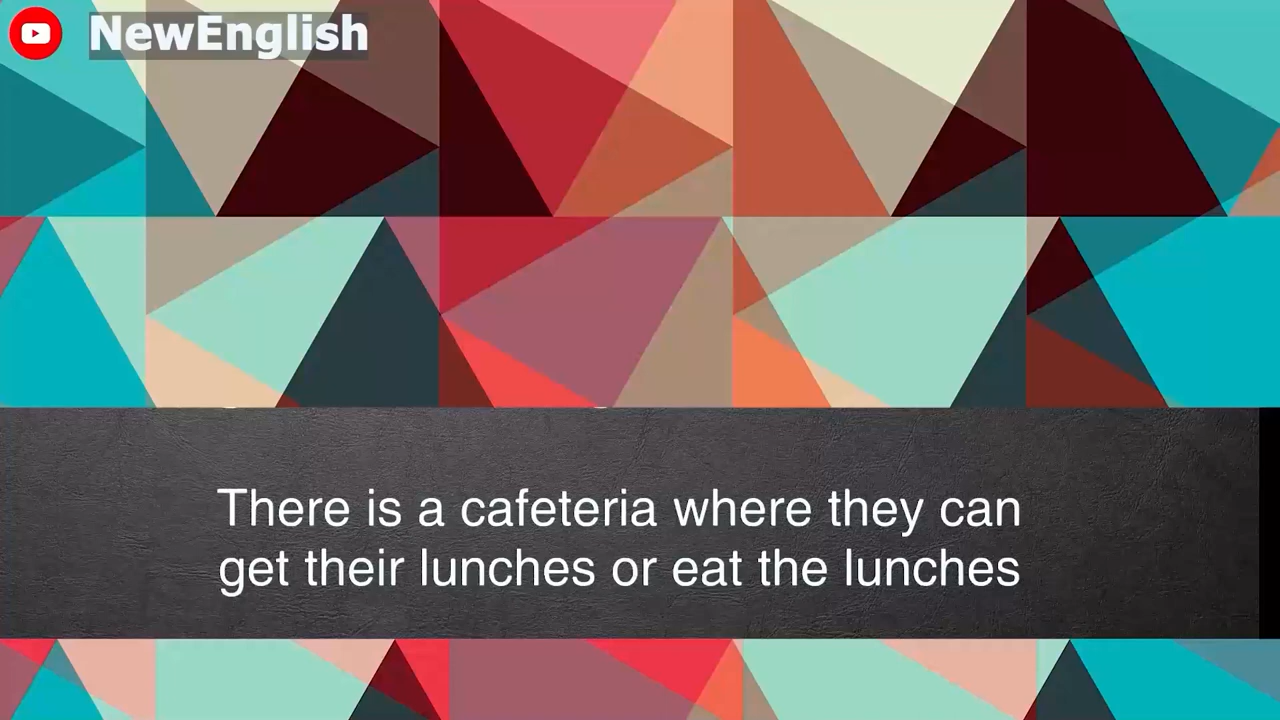 NewEnglish
There is a cafeteria where they can
get their lunches or eat the lunches